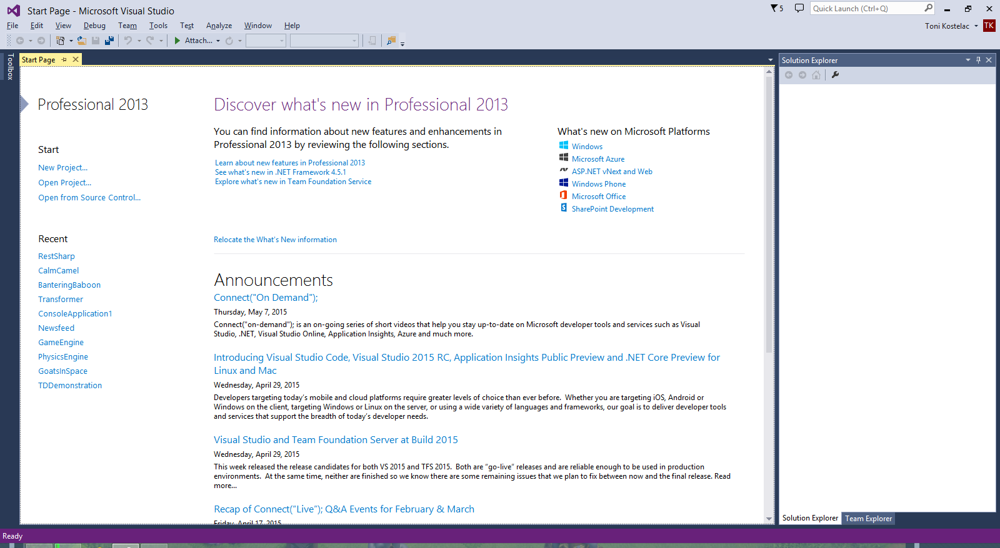 Start Page - Microsoft Visual Studio
5
Quick Launch (Ctrl+Q)
File Edit View Debug Team Tools Test Analyze Window Help
Toni Kostelac
TK
Attach...
Toolbox
Start Page
Solution Explorer
Professional 2013
Start
New Project...
Open Project...
Open from Source Control...
Recent
RestSharp
CalmCamel
BanteringBaboon
Transformer
ConsoleApplication1
Newsfeed
GameEngine
PhysicsEngine
GoatsInSpace
TDDemonstration
Discover what's new in Professional 2013
You can find information about new features and enhancements in
Professional 2013 by reviewing the following sections.
Learn about new features in Professional 2013
See what's new in .NET Framework 4.5.1
Explore what's new in Team Foundation Service
What's new on Microsoft Platforms
Windows
Microsoft Azure
ASP.NET vNext and Web
Windows Phone
Microsoft Office
SharePoint Development
Relocate the What's New information
Announcements
Connect("On Demand");
Thursday, May 7, 2015
Connect("on-demand"); is an on-going series of short videos that help you stay up-to-date on Microsoft developer tools and services such as Visual
Studio, .NET, Visual Studio Online, Application Insights, Azure and much more.
Introducing Visual Studio Code, Visual Studio 2015 RC, Application Insights Public Preview and .NET Core Preview for
Linux and Mac
Wednesday, April 29, 2015
Developers targeting today’s mobile and cloud platforms require greater levels of choice than ever before.  Whether you are targeting iOS, Android or
Windows on the client, targeting Windows or Linux on the server, or using a wide variety of languages and frameworks, our goal is to deliver developer tools
and services that support the breadth of today’s developer needs.
Visual Studio and Team Foundation Server at Build 2015
Wednesday, April 29, 2015
This week released the release candidates for both VS 2015 and TFS 2015.  Both are “go-live” releases and are reliable enough to be used in production
environments.  At the same time, neither are finished so we know there are some remaining issues that we plan to fix between now and the final release. Read
more...
Recap of Connect(“Live”); Q&A Events for February & March
Friday, April 17, 2015
Solution Explorer
Team Explorer
Ready